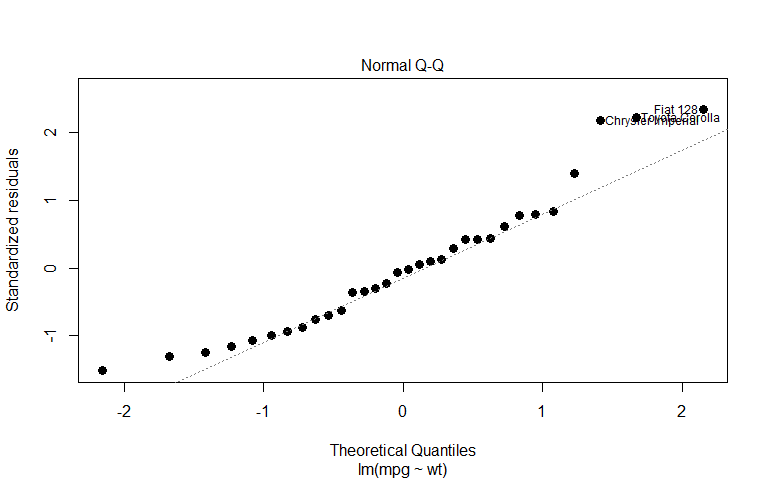 Normal Q-Q
Standardized residuals
2
1
0
-1
Fiat 128
Toyota Corolla
Chrysler Imperial
-2
-1
0
1
2
Theoretical Quantiles
lm(mpg ~ wt)